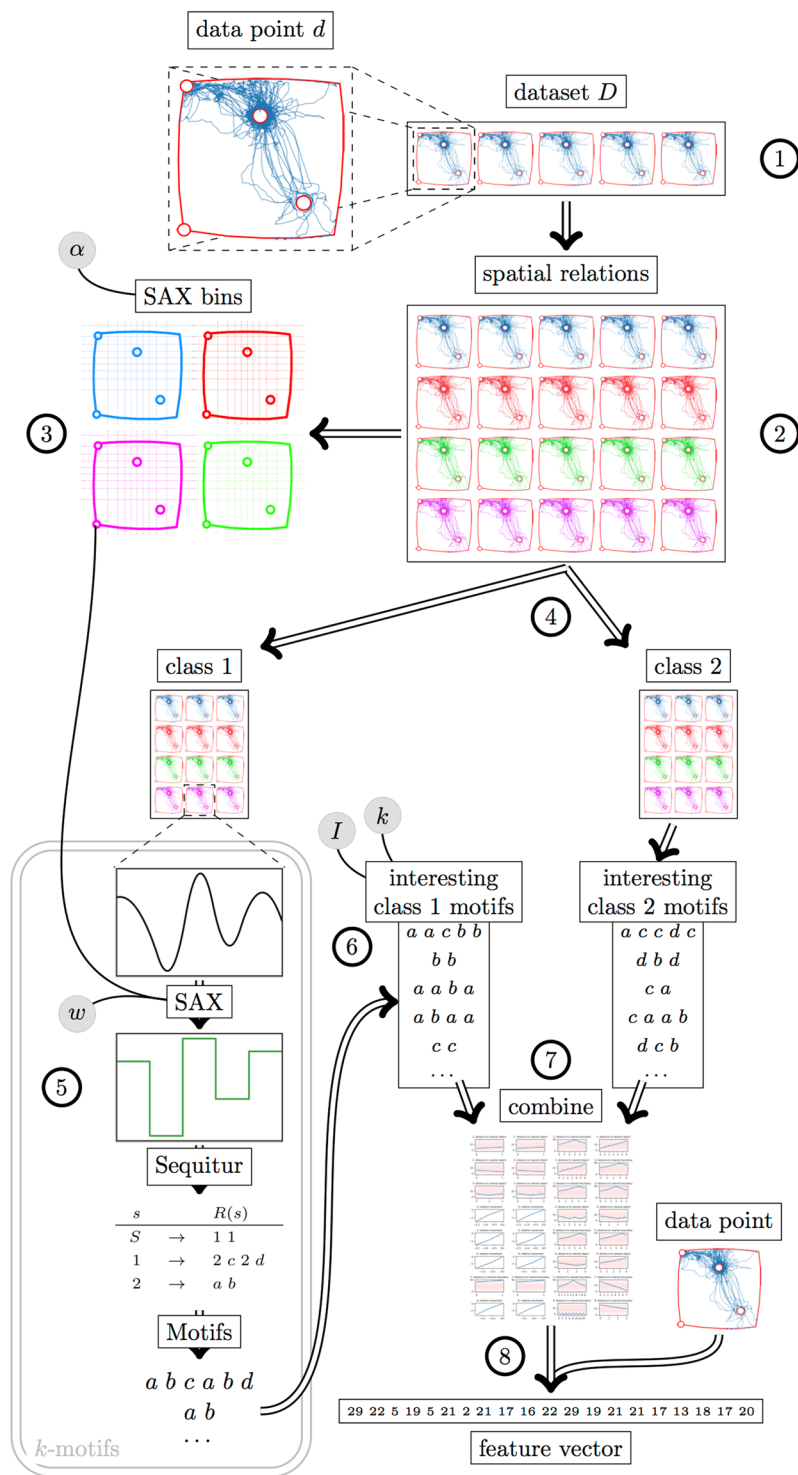 data point d
dataset D
1
α
SAX bins
spatial relations
3
2
4
class 1
class 2
I
k
interesting
class 1 motifs
a a c b b
b b
a a b a
a b a a
c c
...
interesting
class 2 motifs
a c c d c
d b d
c a
c a a b
d c b
...
6
w
SAX
5
7
combine
Sequitur
s R(s)
S → 1 1
1 → 2 c 2 d
2 → a b
data point
Motifs
a b c a b d
a b
...
k-motifs
8
29 22 5 19 5 21 2 21 17 16 22 29 19 21 21 17 13 18 17 20
feature vector